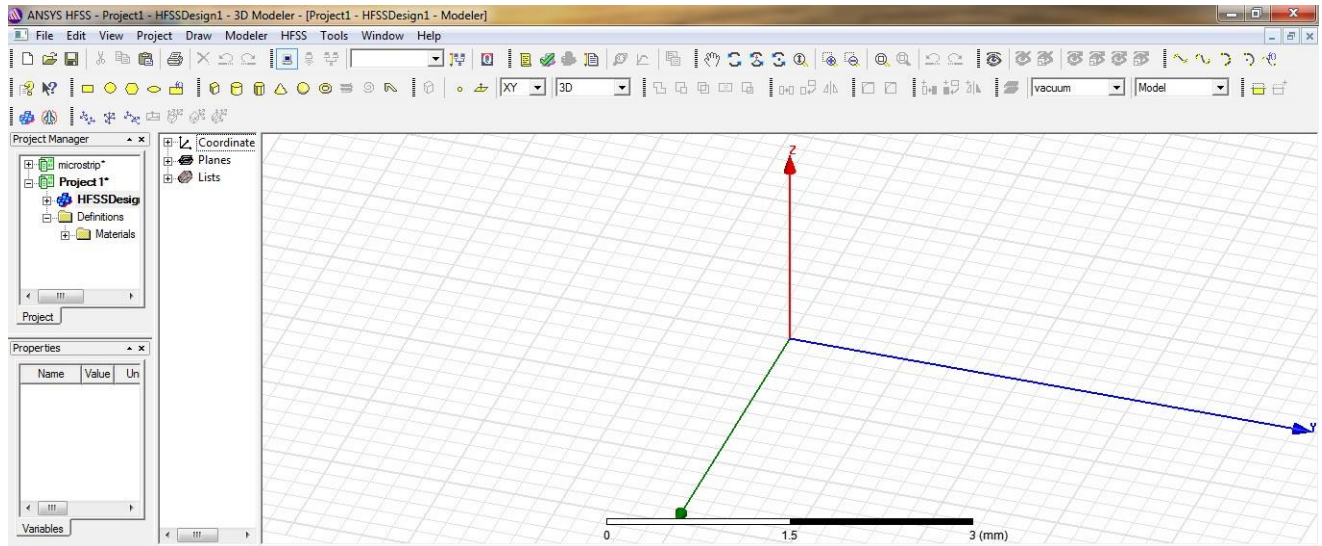 ANSYS HFSS - Project1 - HFSSDesign1 - 3D Modeler - [Project1 - HFSSDesign1 - Modeler]
File Edit View Project Draw Modeler HFSS Tools Window Help
XY 3D vacuum Model
Project Manager
microstrip*
Project1*
HFSSDesig
Definitions
Materials
Project
Properties
Name Value Un
Variables
Coordinate
Planes
Lists
Z
Y
0 1.5 3 (mm)